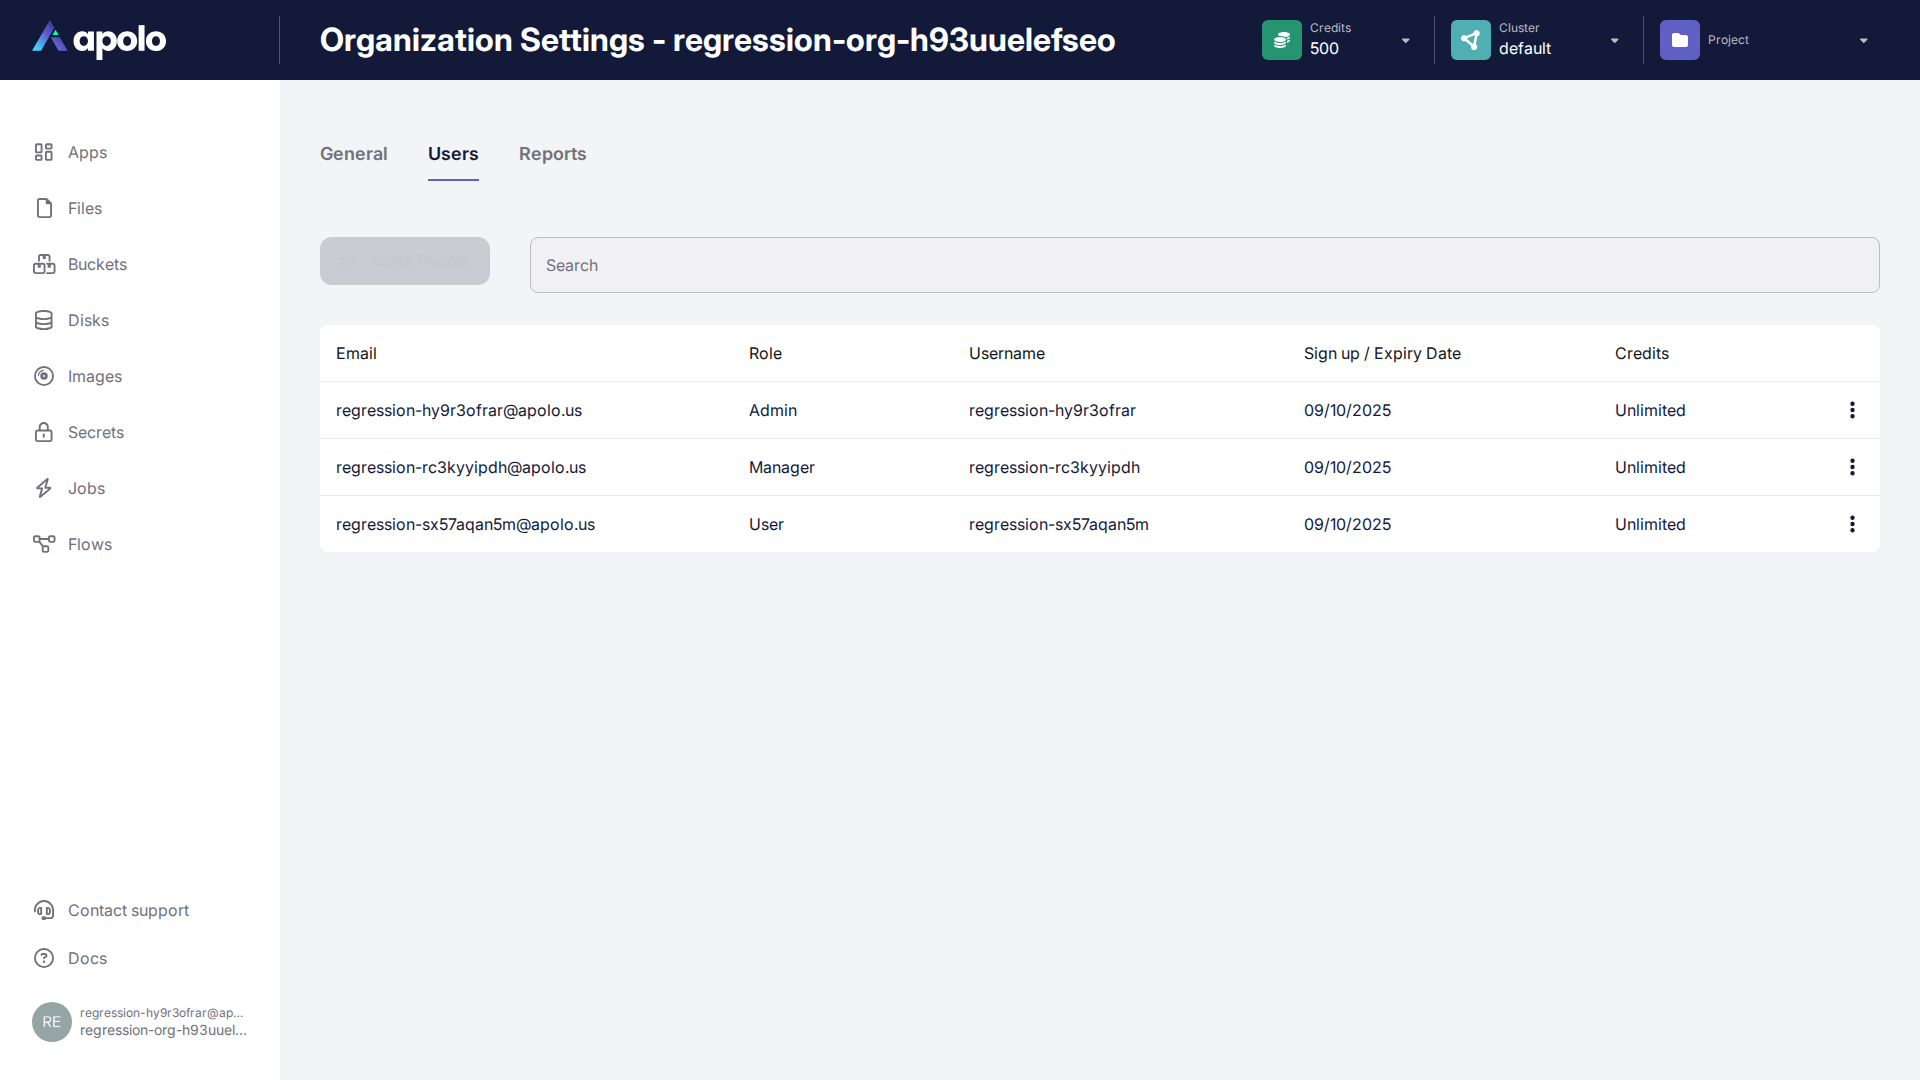 apolo
Organization Settings - regression-org-h93uuelefseo
Credits
500
Cluster
default
Project
Apps
Files
Buckets
Disks
Images
Secrets
Jobs
Flows
Contact support
Docs
RE
regression-hy9r3ofrar@ap...
regression-org-h93uuel...
General Users Reports
Invite People
Search
Email Role Username Sign up / Expiry Date Credits
regression-hy9r3ofrar@apolo.us Admin regression-hy9r3ofrar 09/10/2025 Unlimited
regression-rc3kyyipdh@apolo.us Manager regression-rc3kyyipdh 09/10/2025 Unlimited
regression-sx57aqan5m@apolo.us User regression-sx57aqan5m 09/10/2025 Unlimited